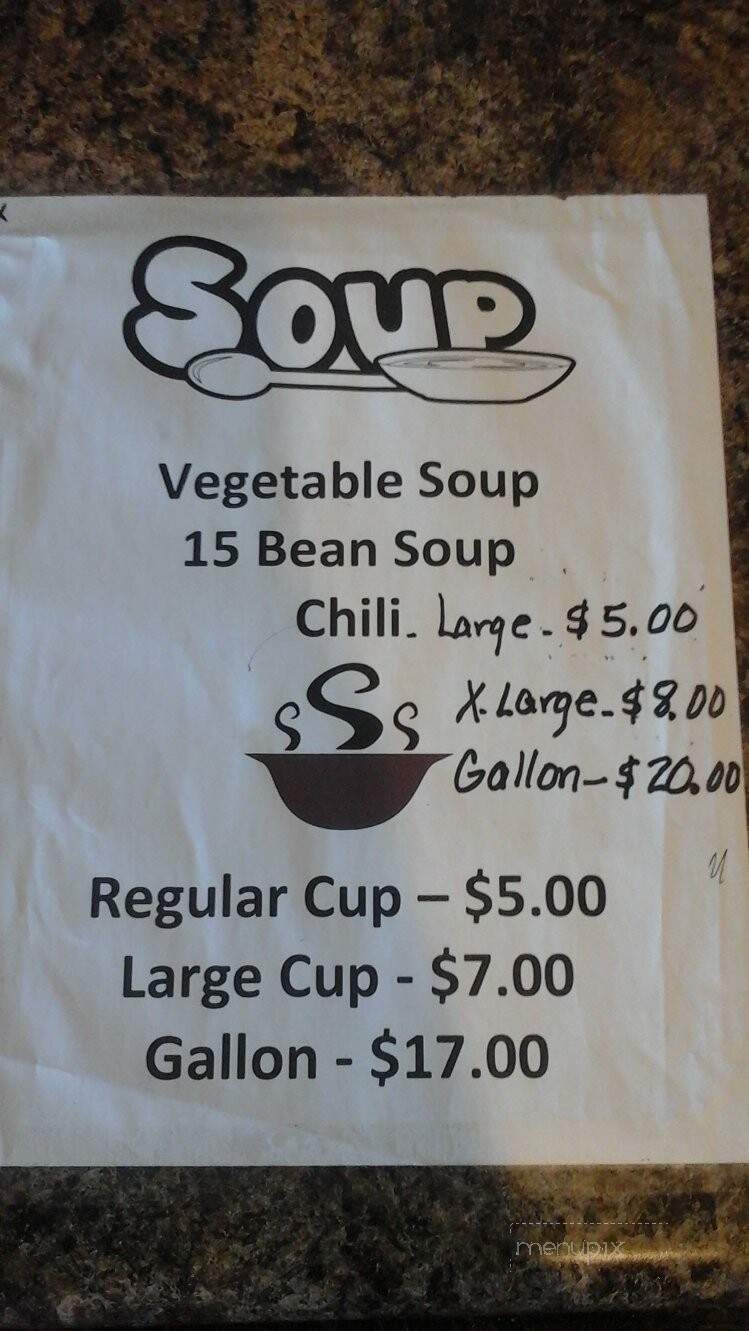 Soup
Vegetable Soup
15 Bean Soup
Chili. Large - $5.00
X-Large - $8.00
Gallon - $20.00
Regular Cup – $5.00
Large Cup - $7.00
Gallon - $17.00
menupix